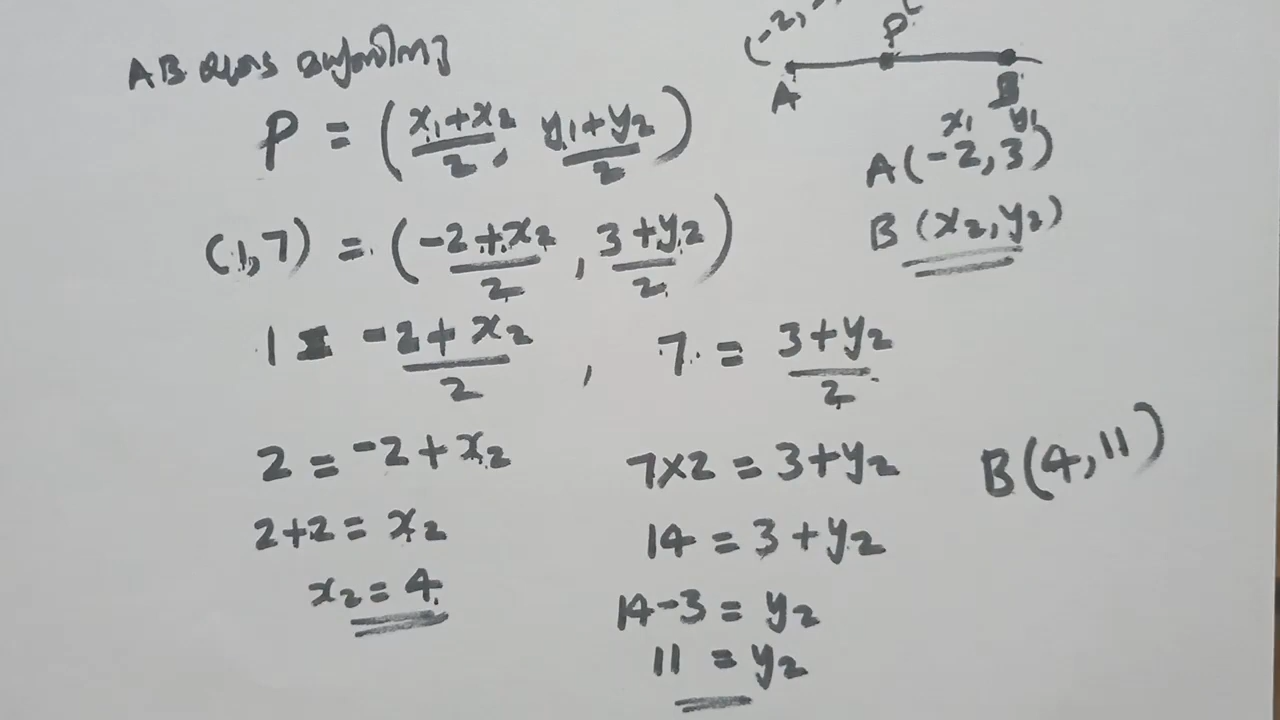 (-2,
P(
A B
AB യുടെ മധ്യബിന്ദു
P = (x₁+x₂/2, y₁+y₂/2)
x₁ y₁
A(-2,3)
B (x₂,y₂)
(1,7) = (-2+x₂/2, 3+y₂/2)
1 = -2+x₂/2 , 7 = 3+y₂/2
2 = -2+x₂
7×2 = 3+y₂
B(4,11)
2+2 = x₂
14 = 3+y₂
x₂ = 4
14-3 = y₂
11 = y₂